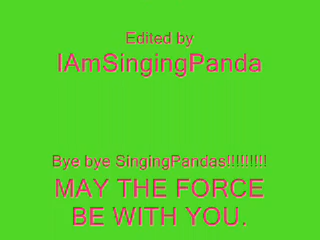 Edited by
IAmSingingPanda
Bye bye SingingPandas!!!!!!!!!
MAY THE FORCE
BE WITH YOU.